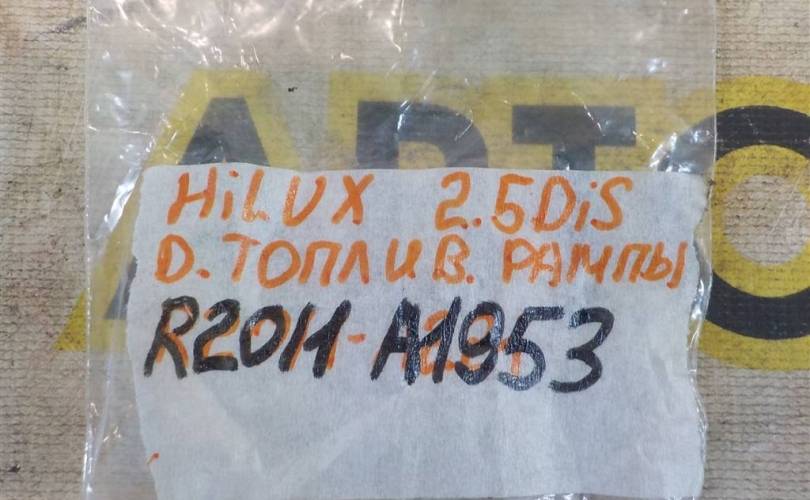 HiLUX 2.5DiS
D. ТОПЛИВ. РАМПЫ
R2011-A1953